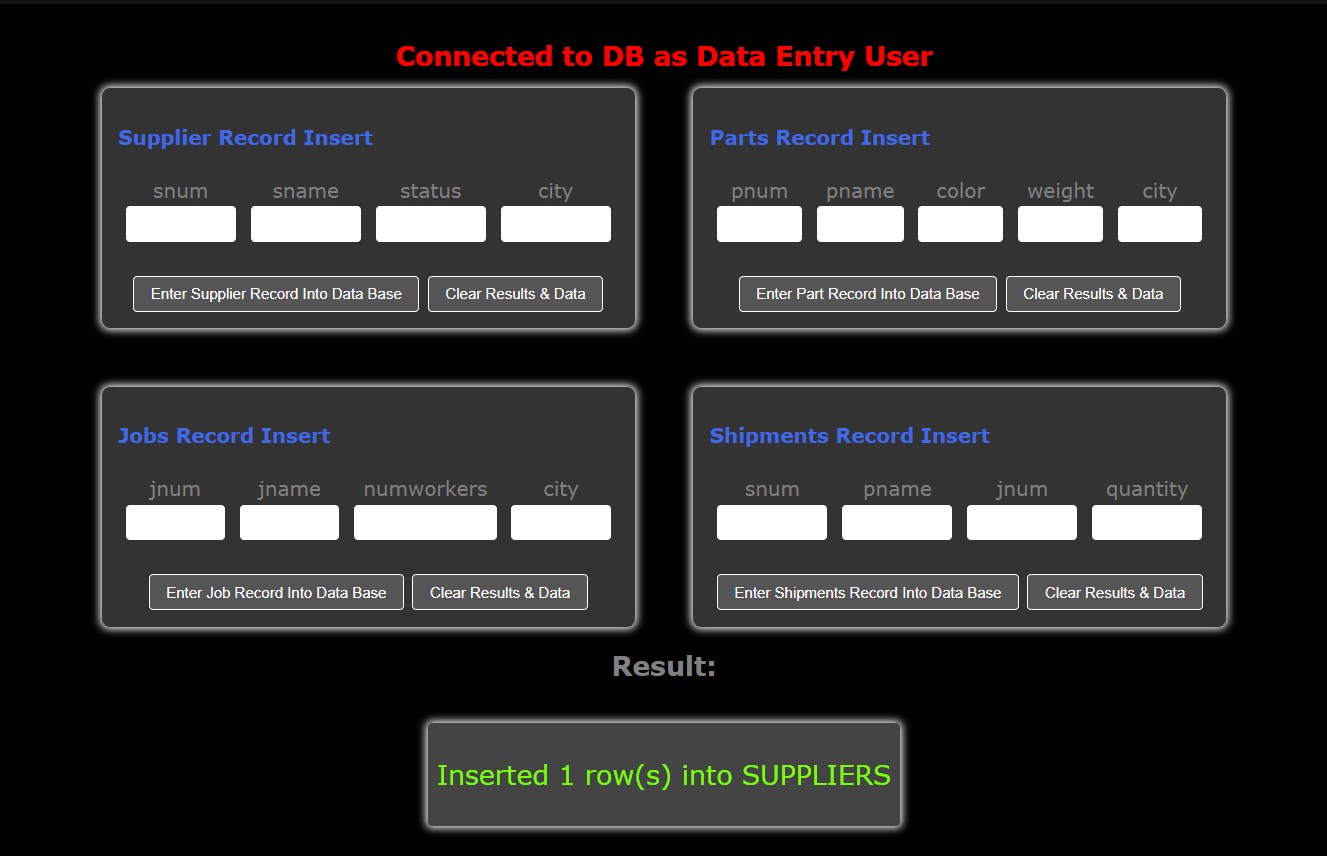 Connected to DB as Data Entry User
Supplier Record Insert
snum sname status city
Enter Supplier Record Into Data Base Clear Results & Data
Parts Record Insert
pnum pname color weight city
Enter Part Record Into Data Base Clear Results & Data
Jobs Record Insert
jnum jname numworkers city
Enter Job Record Into Data Base Clear Results & Data
Shipments Record Insert
snum pname jnum quantity
Enter Shipments Record Into Data Base Clear Results & Data
Result:
Inserted 1 row(s) into SUPPLIERS